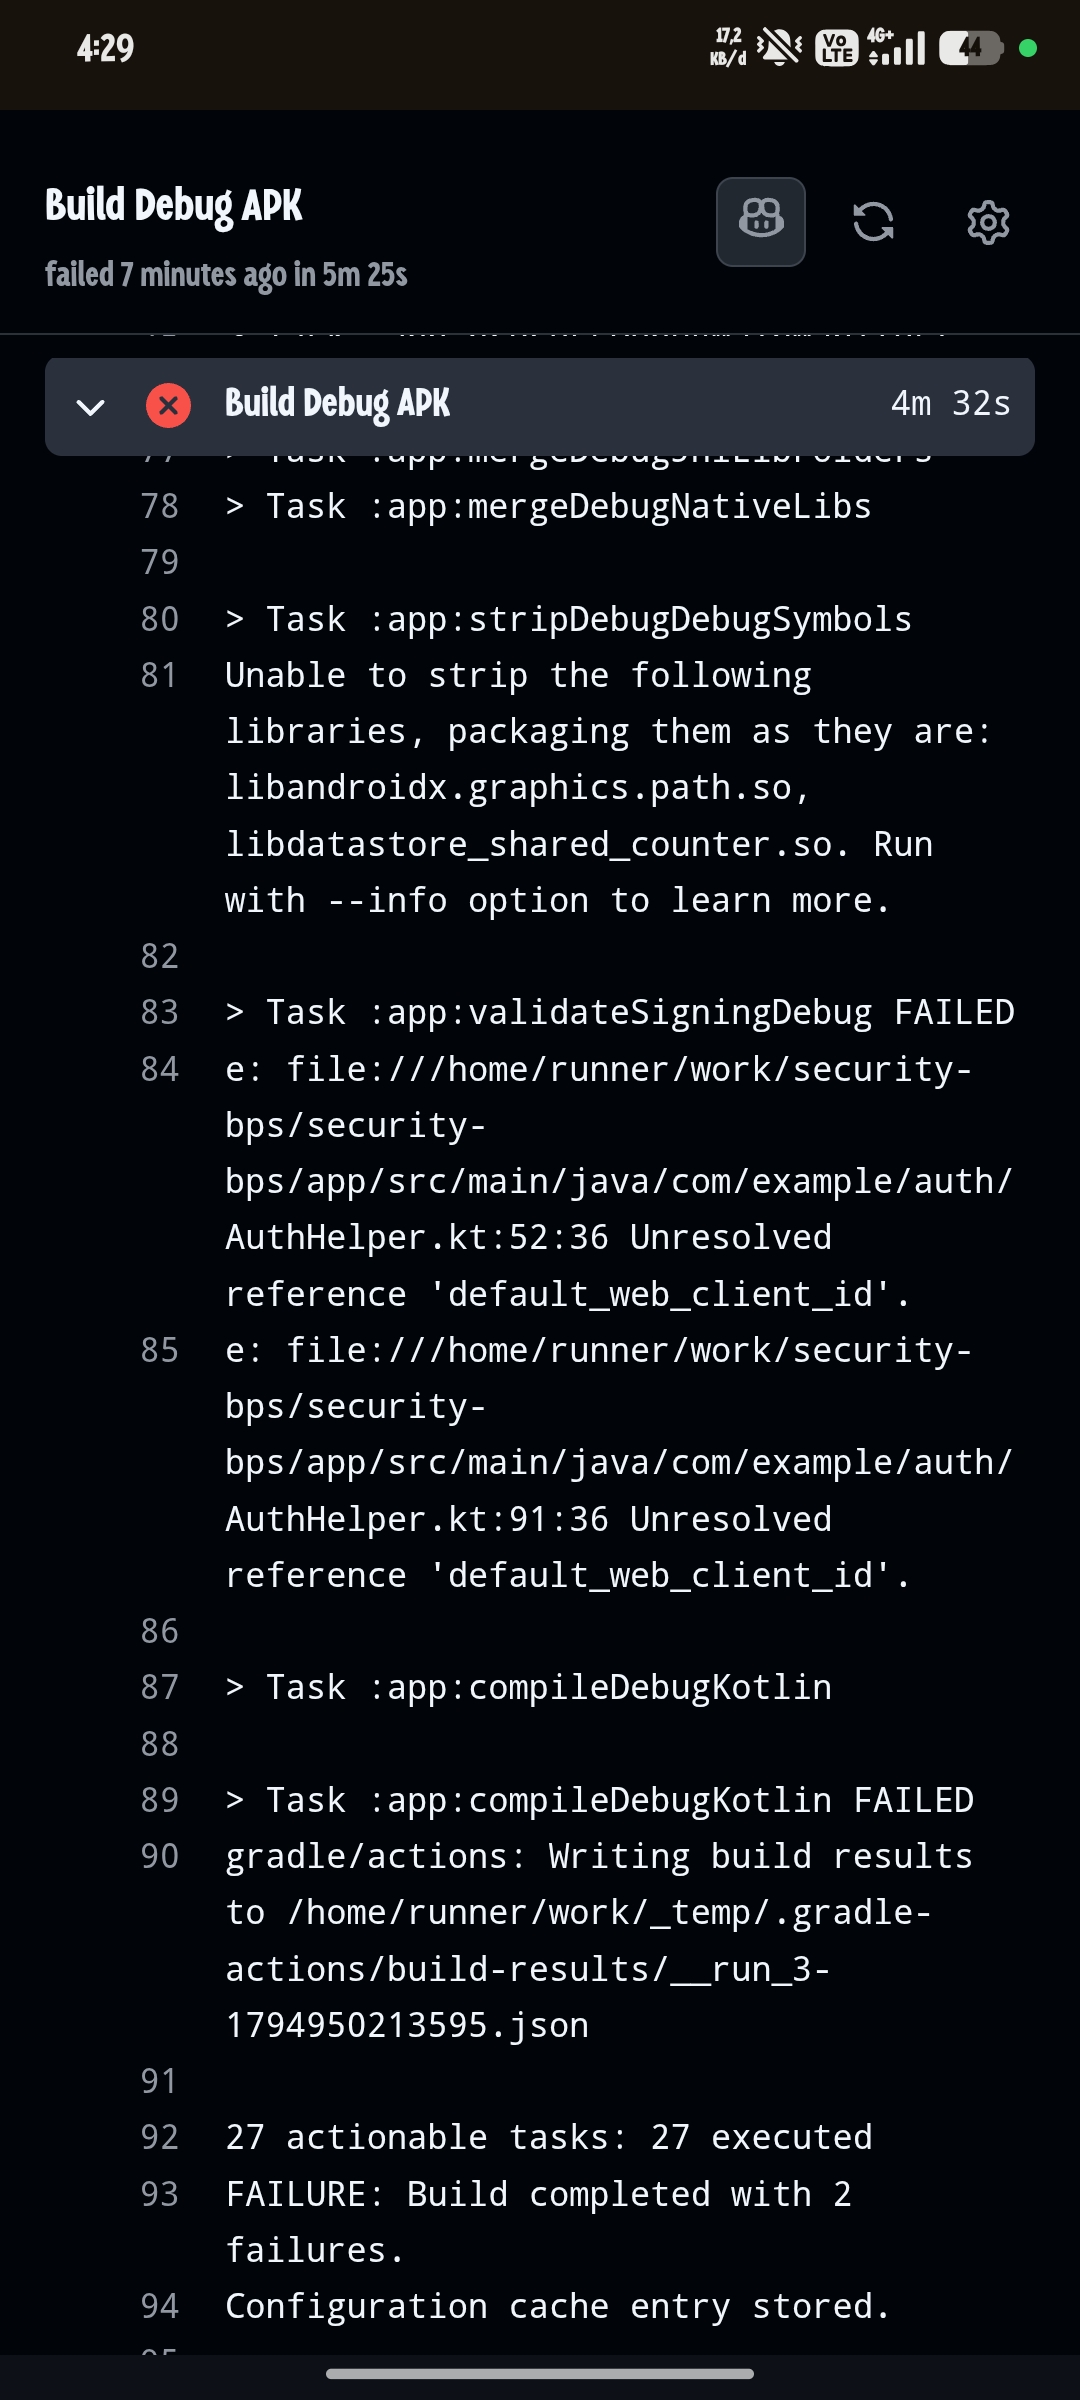 4:29
17,2
KB/d
Vo
LTE
4G+
44
Build Debug APK
failed 7 minutes ago in 5m 25s
Build Debug APK
4m 32s
78 > Task :app:mergeDebugNativeLibs
79
80 > Task :app:stripDebugDebugSymbols
81 Unable to strip the following
libraries, packaging them as they are:
libandroidx.graphics.path.so,
libdatastore_shared_counter.so. Run
with --info option to learn more.
82
83 > Task :app:validateSigningDebug FAILED
84 e: file:///home/runner/work/security-
bps/security-
bps/app/src/main/java/com/example/auth/
AuthHelper.kt:52:36 Unresolved
reference 'default_web_client_id'.
85 e: file:///home/runner/work/security-
bps/security-
bps/app/src/main/java/com/example/auth/
AuthHelper.kt:91:36 Unresolved
reference 'default_web_client_id'.
86
87 > Task :app:compileDebugKotlin
88
89 > Task :app:compileDebugKotlin FAILED
90 gradle/actions: Writing build results
to /home/runner/work/_temp/.gradle-
actions/build-results/__run_3-
1794950213595.json
91
92 27 actionable tasks: 27 executed
93 FAILURE: Build completed with 2
failures.
94 Configuration cache entry stored.